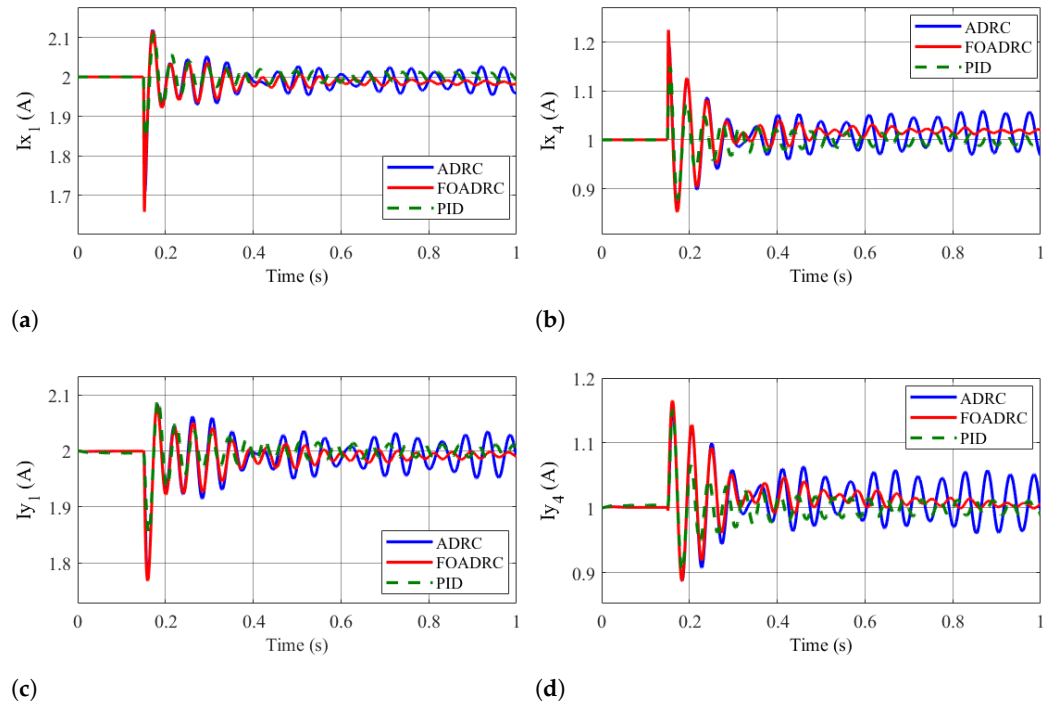 2.1
2
1.9
1.8
1.7
Ix1 (A)
0
0.2
0.4
0.6
0.8
1
Time (s)
ADRC
FOADRC
PID
(a)
1.2
1.1
1
0.9
Ix4 (A)
0
0.2
0.4
0.6
0.8
1
Time (s)
ADRC
FOADRC
PID
(b)
2.1
2
1.9
1.8
Iy1 (A)
0
0.2
0.4
0.6
0.8
1
Time (s)
ADRC
FOADRC
PID
(c)
1.2
1.1
1
0.9
Iy4 (A)
0
0.2
0.4
0.6
0.8
1
Time (s)
ADRC
FOADRC
PID
(d)